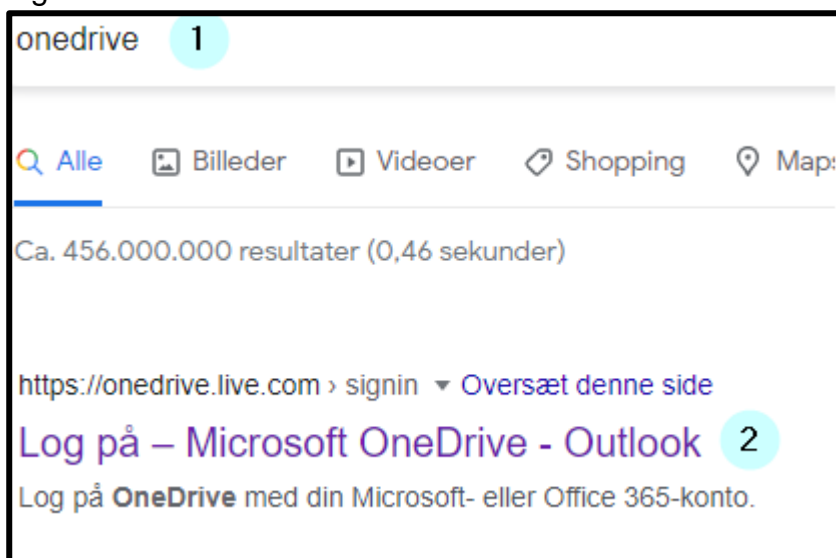 onedrive 1
Alle Billeder Videoer Shopping Maps
Ca. 456.000.000 resultater (0,46 sekunder)
https://onedrive.live.com › signin ▾ Oversæt denne side
Log på – Microsoft OneDrive - Outlook 2
Log på OneDrive med din Microsoft- eller Office 365-konto.